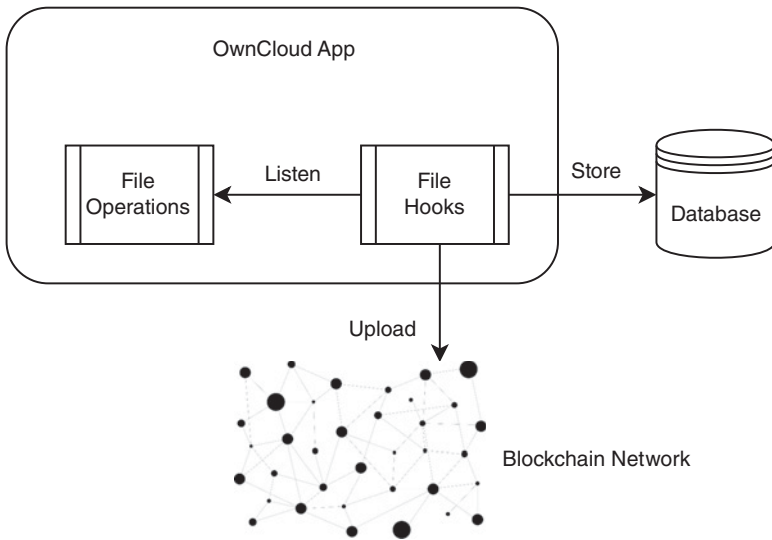 OwnCloud App
File
Operations
Listen
File
Hooks
Store
Database
Upload
Blockchain Network